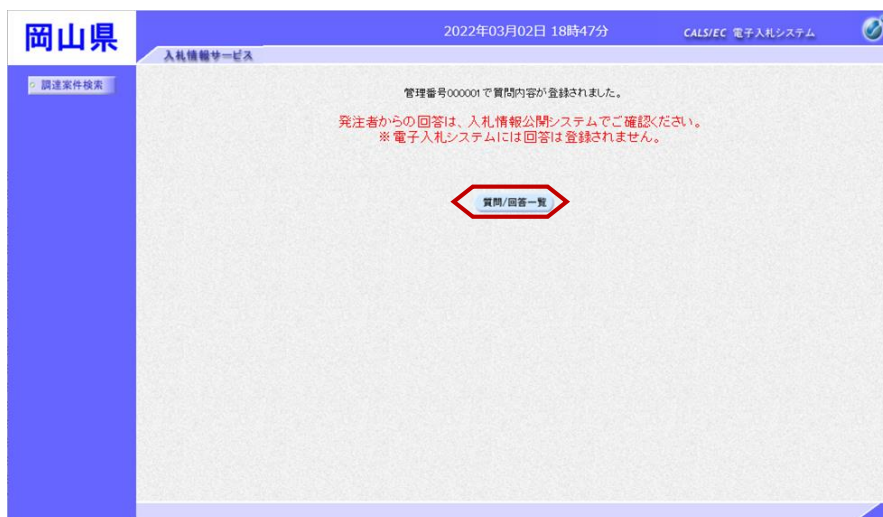 岡山県
2022年03月02日 18時47分
CALS/EC 電子入札システム
入札情報サービス
調達案件検索
管理番号000001で質問内容が登録されました。
発注者からの回答は、入札情報公開システムでご確認ください。
※電子入札システムには回答は登録されません。
質問/回答一覧